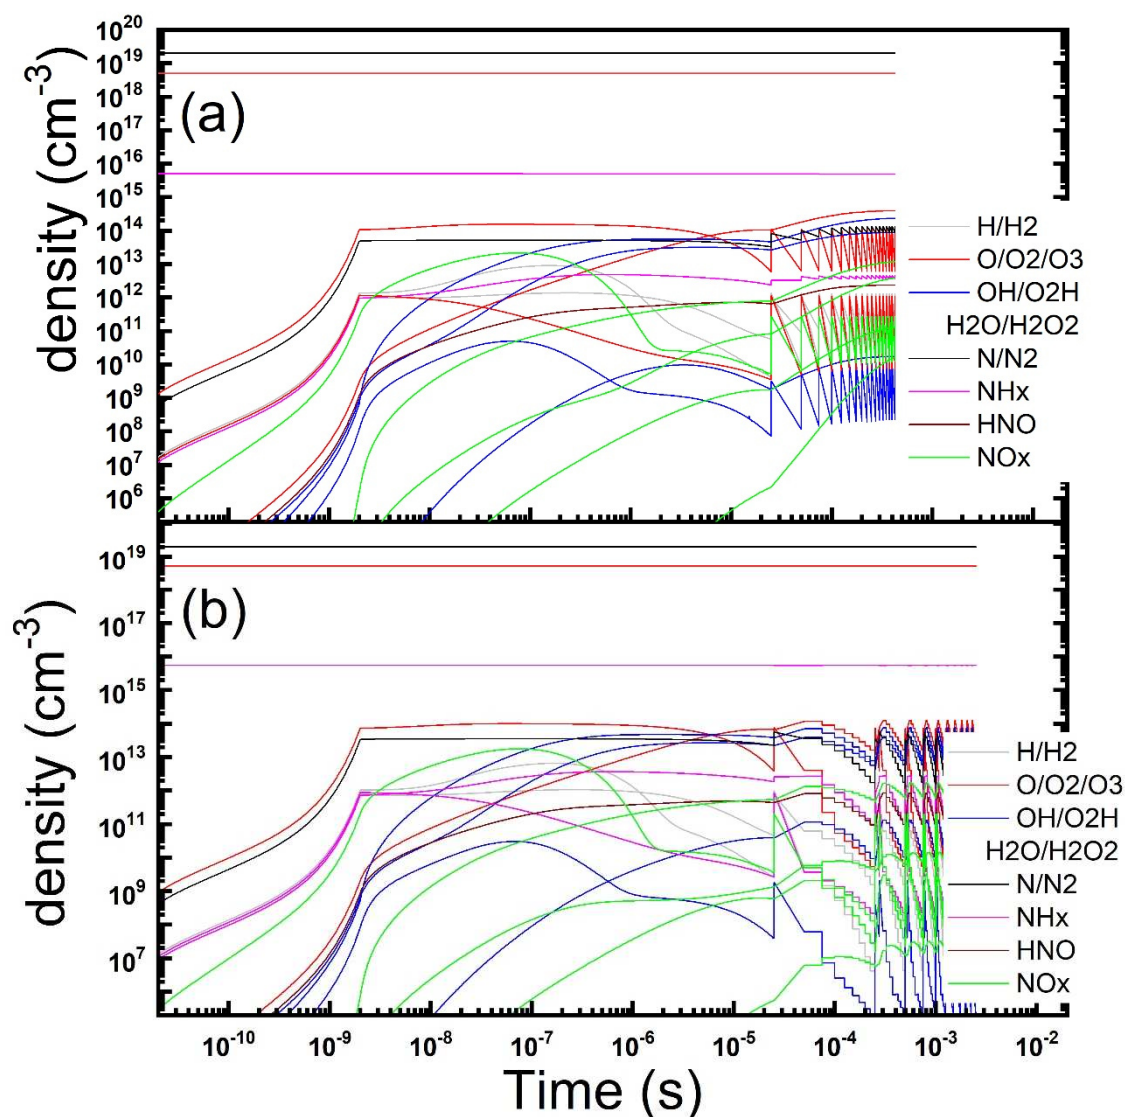 density (cm-3)
10^20
10^19
10^18
10^17
10^16
10^15
10^14
10^13
10^12
10^11
10^10
10^9
10^8
10^7
10^6
(a)
H/H2
O/O2/O3
OH/O2H
H2O/H2O2
N/N2
NHx
HNO
NOx
density (cm-3)
10^19
10^17
10^15
10^13
10^11
10^9
10^7
(b)
H/H2
O/O2/O3
OH/O2H
H2O/H2O2
N/N2
NHx
HNO
NOx
10^-10 10^-9 10^-8 10^-7 10^-6 10^-5 10^-4 10^-3 10^-2
Time (s)